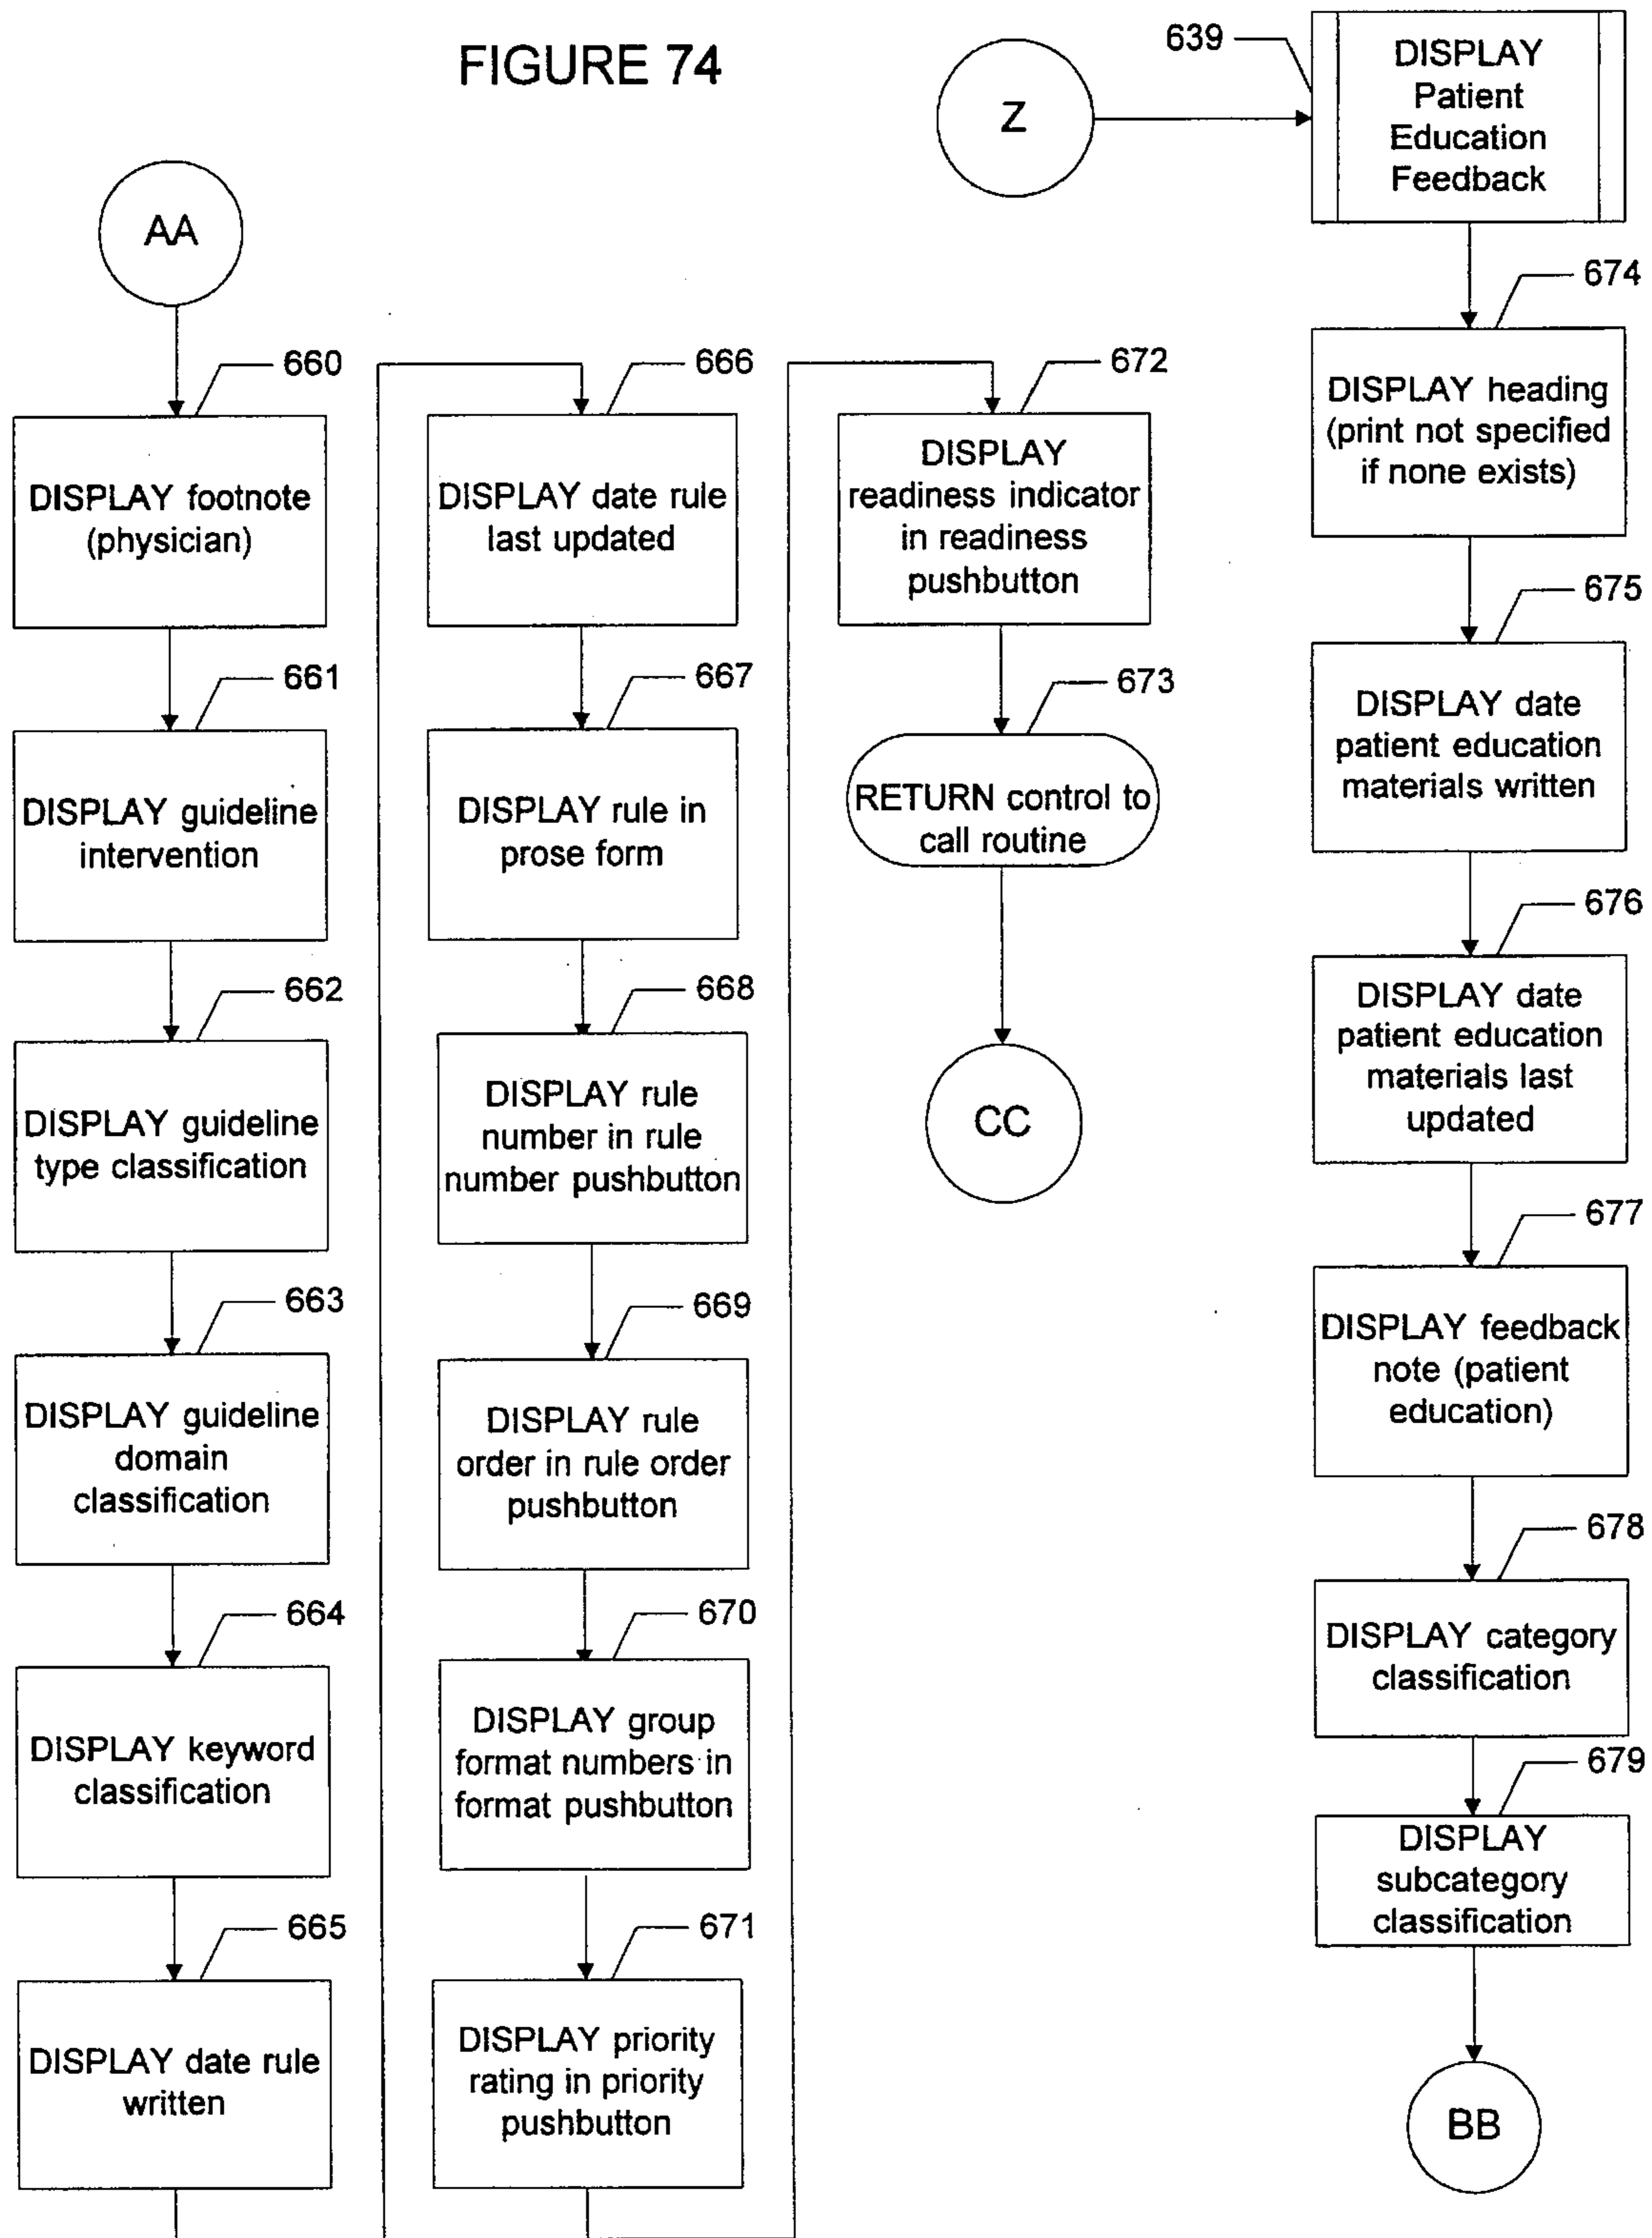 FIGURE 74
AA
660
DISPLAY footnote
(physician)
661
DISPLAY guideline
intervention
662
DISPLAY guideline
type classification
663
DISPLAY guideline
domain
classification
664
DISPLAY keyword
classification
665
DISPLAY date rule
written
666
DISPLAY date rule
last updated
667
DISPLAY rule in
prose form
668
DISPLAY rule
number in rule
number pushbutton
669
DISPLAY rule
order in rule order
pushbutton
670
DISPLAY group
format numbers in
format pushbutton
671
DISPLAY priority
rating in priority
pushbutton
672
DISPLAY
readiness indicator
in readiness
pushbutton
673
RETURN control to
call routine
CC
Z
639
DISPLAY
Patient
Education
Feedback
674
DISPLAY heading
(print not specified
if none exists)
675
DISPLAY date
patient education
materials written
676
DISPLAY date
patient education
materials last
updated
677
DISPLAY feedback
note (patient
education)
678
DISPLAY category
classification
679
DISPLAY
subcategory
classification
BB